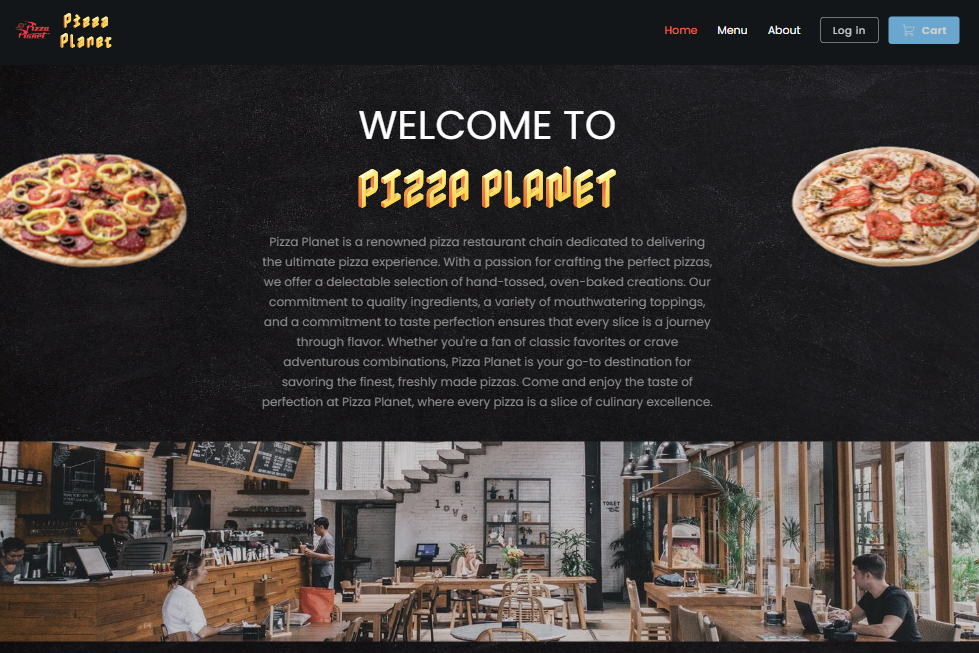 Pizza Planet
Pizza
Planet
Home
Menu
About
Log in
Cart
WELCOME TO
PIZZA PLANET
Pizza Planet is a renowned pizza restaurant chain dedicated to delivering
the ultimate pizza experience. With a passion for crafting the perfect pizzas,
we offer a delectable selection of hand-tossed, oven-baked creations. Our
commitment to quality ingredients, a variety of mouthwatering toppings,
and a commitment to taste perfection ensures that every slice is a journey
through flavor. Whether you're a fan of classic favorites or crave
adventurous combinations, Pizza Planet is your go-to destination for
savoring the finest, freshly made pizzas. Come and enjoy the taste of
perfection at Pizza Planet, where every pizza is a slice of culinary excellence.
love
TOILET